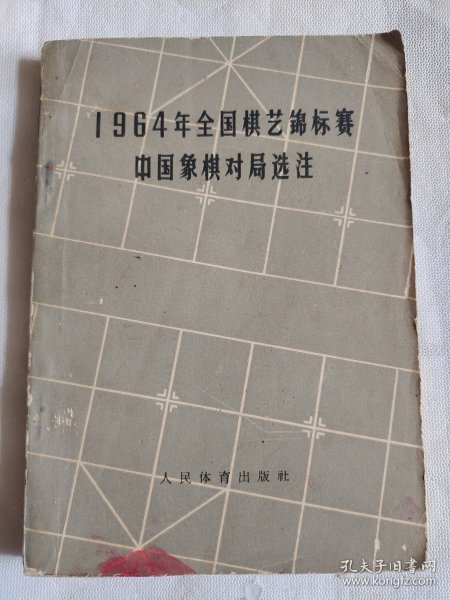 1964年全国棋艺锦标赛
中国象棋对局选注
人民体育出版社
孔夫子旧书网
www.kongfz.com